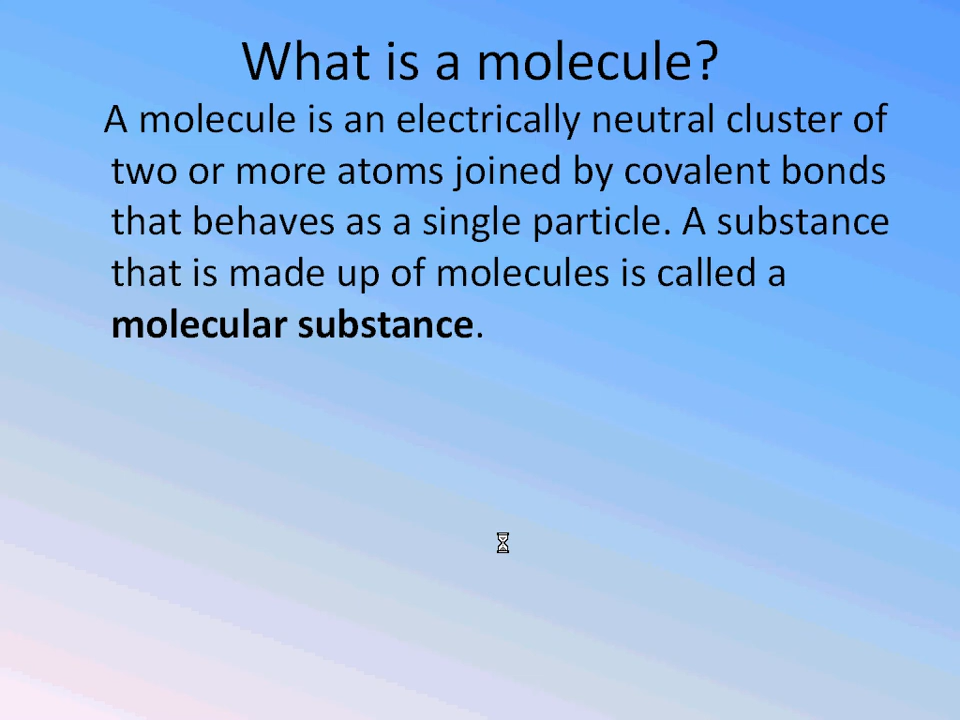 What is a molecule?
A molecule is an electrically neutral cluster of
two or more atoms joined by covalent bonds
that behaves as a single particle. A substance
that is made up of molecules is called a
molecular substance.